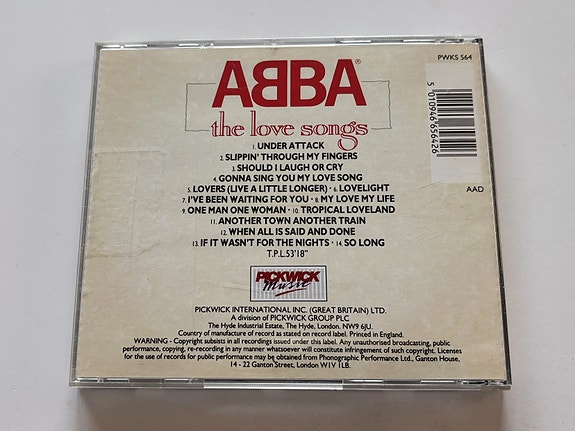 PWKS 564
ABBA®
the love songs
1. UNDER ATTACK
2. SLIPPIN' THROUGH MY FINGERS
3. SHOULD I LAUGH OR CRY
4. GONNA SING YOU MY LOVE SONG
5. LOVERS (LIVE A LITTLE LONGER) · 6. LOVELIGHT
7. I'VE BEEN WAITING FOR YOU · 8. MY LOVE MY LIFE
9. ONE MAN ONE WOMAN · 10. TROPICAL LOVELAND
11. ANOTHER TOWN ANOTHER TRAIN
12. WHEN ALL IS SAID AND DONE
13. IF IT WASN'T FOR THE NIGHTS · 14. SO LONG
T.P.L.53'18"
5 010946 656426
AAD
PICKWICK
Music
PICKWICK INTERNATIONAL INC. (GREAT BRITAIN) LTD.
A division of PICKWICK GROUP PLC
The Hyde Industrial Estate, The Hyde, London. NW9 6JU.
Country of manufacture of record as stated on record label. Printed in England.
WARNING - Copyright subsists in all recordings issued under this label. Any unauthorised broadcasting, public
performance, copying, re-recording in any manner whatsoever will constitute infringement of such copyright. Licenses
for the use of records for public performance may be obtained from Phonographic Performance Ltd., Ganton House,
14 - 22 Ganton Street, London W1V 1LB.